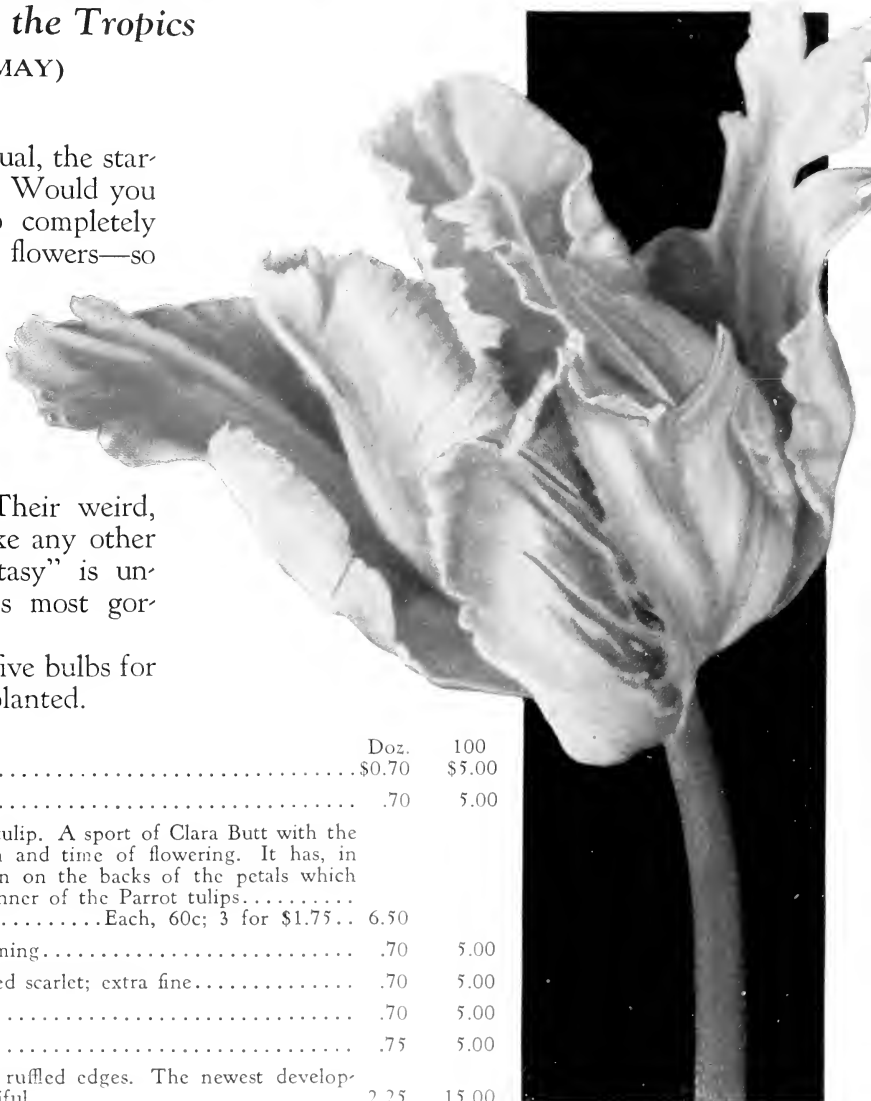 the Tropics
MAY)
ual, the star-
Would you
completely
flowers—so
Their weird,
ke any other
tasy” is un-
s most gor-
five bulbs for
planted.
Doz. 100
$0.70 $5.00
.70 5.00
tulip. A sport of Clara Butt with the
and time of flowering. It has, in
n on the backs of the petals which
nner of the Parrot tulips
Each, 60c; 3 for $1.75 6.50
ning .70 5.00
ed scarlet; extra fine .70 5.00
.70 5.00
.75 5.00
ruffled edges. The newest develop-
iful 2.25 15.00